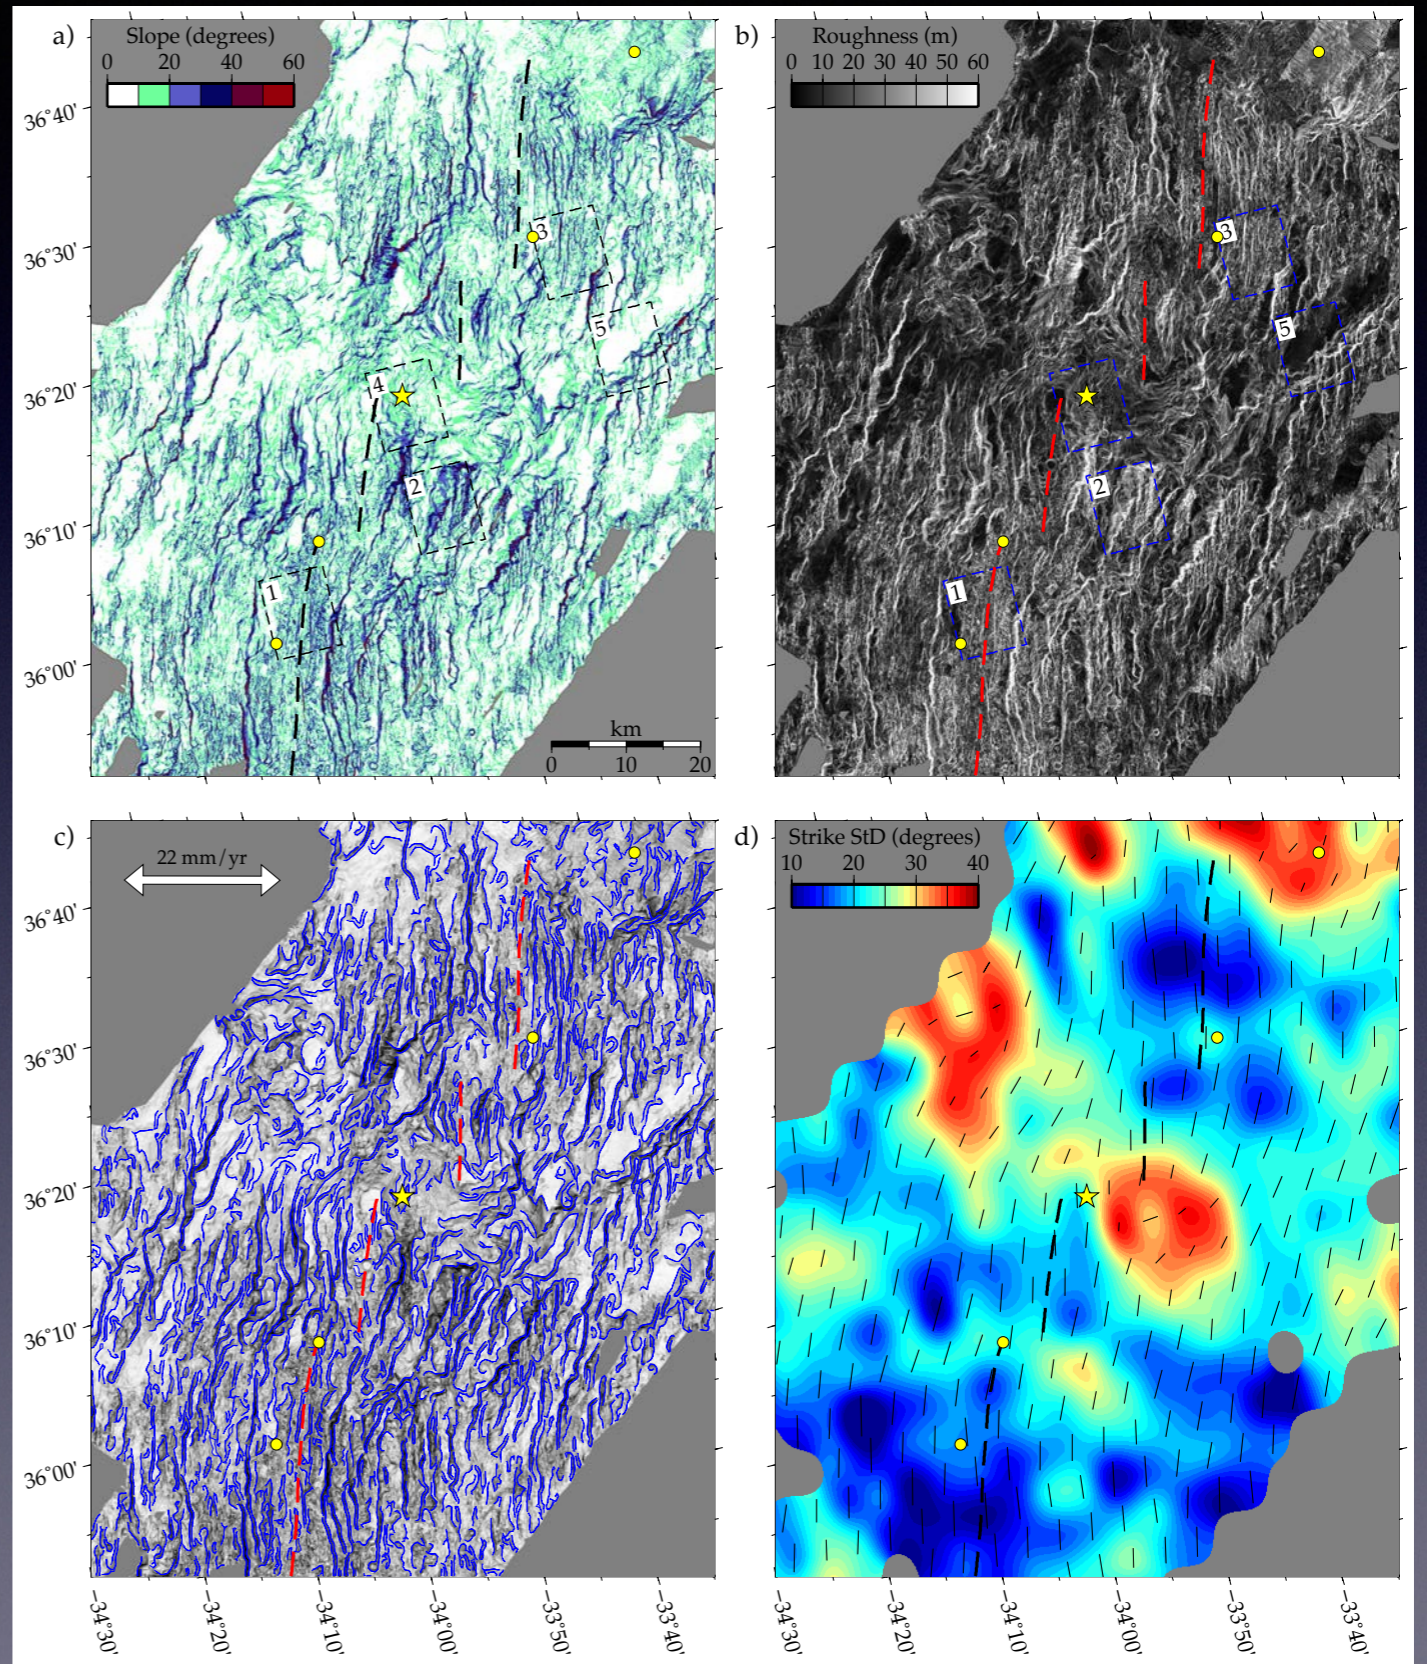 a)
Slope (degrees)
0 20 40 60
36°40'
36°30'
36°20'
36°10'
36°00'
3
5
4
2
1
km
0 10 20
b)
Roughness (m)
0 10 20 30 40 50 60
3
5
2
1
c)
22 mm/yr
36°40'
36°30'
36°20'
36°10'
36°00'
-34°30'
-34°20'
-34°10'
-34°00'
-33°50'
-33°40'
d)
Strike StD (degrees)
10 20 30 40
-34°30'
-34°20'
-34°10'
-34°00'
-33°50'
-33°40'